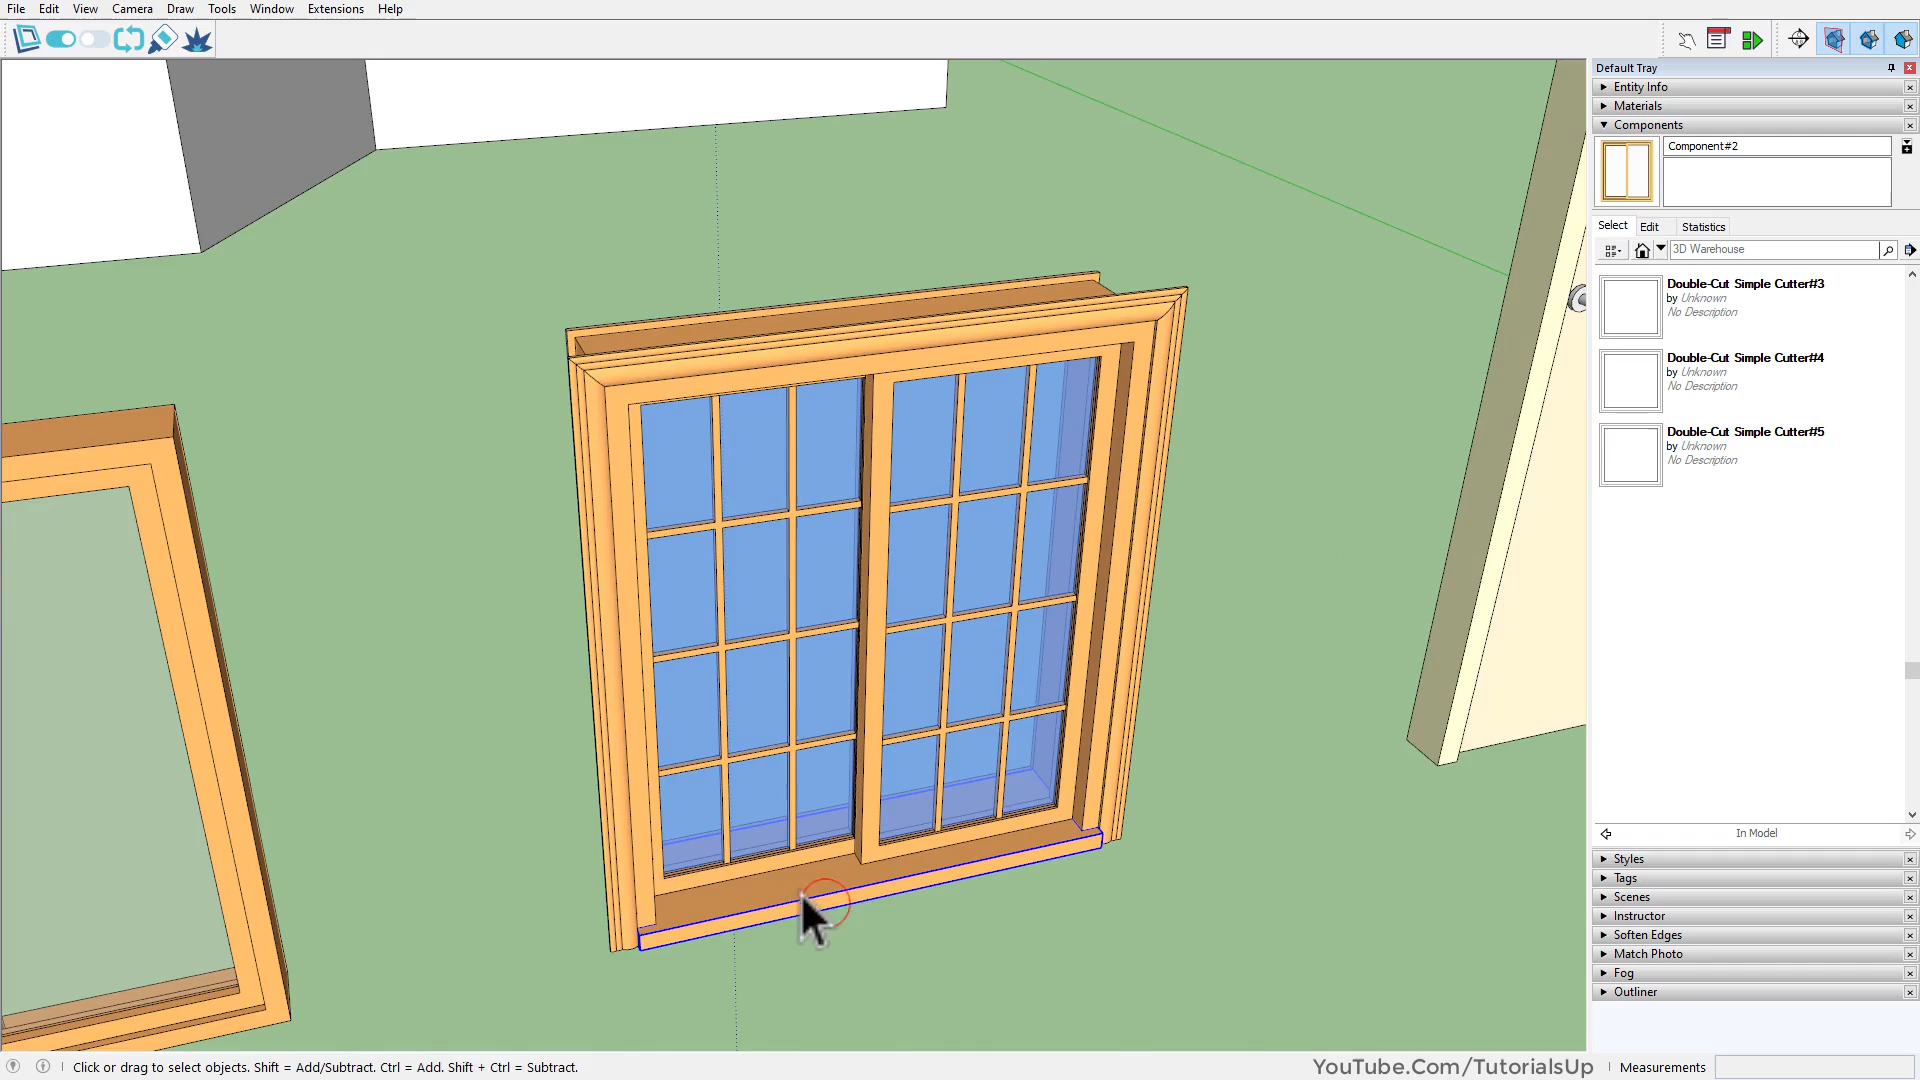 File Edit View Camera Draw Tools Window Extensions Help
Default Tray
Entity Info
Materials
Components
Component#2
Select Edit Statistics
3D Warehouse
Double-Cut Simple Cutter#3
by Unknown
No Description
Double-Cut Simple Cutter#4
by Unknown
No Description
Double-Cut Simple Cutter#5
by Unknown
No Description
In Model
Styles
Tags
Scenes
Instructor
Soften Edges
Match Photo
Fog
Outliner
Click or drag to select objects. Shift = Add/Subtract. Ctrl = Add. Shift + Ctrl = Subtract.
YouTube.Com/TutorialsUp
Measurements